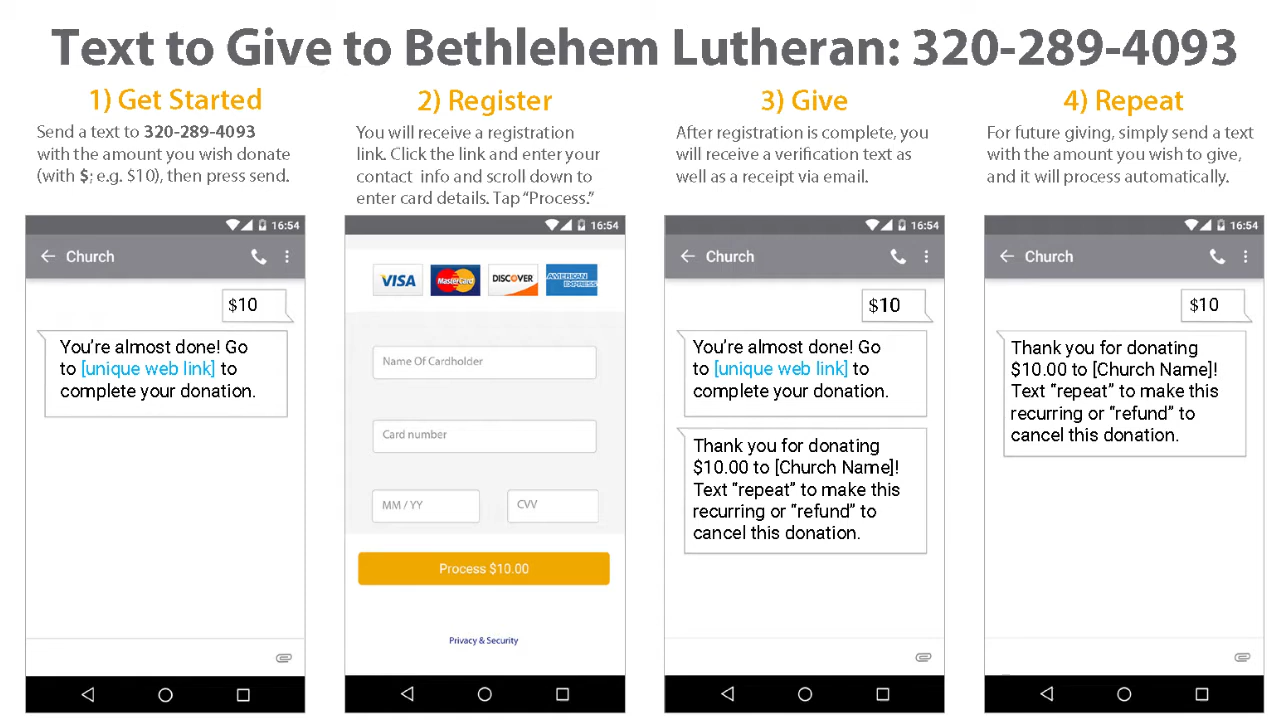 Text to Give to Bethlehem Lutheran: 320-289-4093
1) Get Started
Send a text to 320-289-4093
with the amount you wish donate
(with $; e.g. $10), then press send.
16:54
Church
$10
You're almost done! Go
to [unique web link] to
complete your donation.
2) Register
You will receive a registration
link. Click the link and enter your
contact info and scroll down to
enter card details. Tap “Process.”
16:54
VISA
MasterCard
DISCOVER
AMERICAN
EXPRESS
Name Of Cardholder
Card number
MM / YY
CVV
Process $10.00
Privacy & Security
3) Give
After registration is complete, you
will receive a verification text as
well as a receipt via email.
16:54
Church
$10
You're almost done! Go
to [unique web link] to
complete your donation.
Thank you for donating
$10.00 to [Church Name]!
Text “repeat” to make this
recurring or “refund” to
cancel this donation.
4) Repeat
For future giving, simply send a text
with the amount you wish to give,
and it will process automatically.
16:54
Church
$10
Thank you for donating
$10.00 to [Church Name]!
Text “repeat” to make this
recurring or “refund” to
cancel this donation.